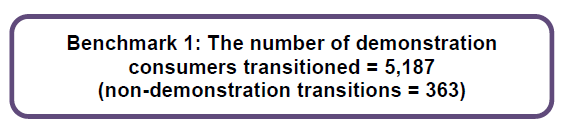 Benchmark 1: The number of demonstration
consumers transitioned = 5,187
(non-demonstration transitions = 363)